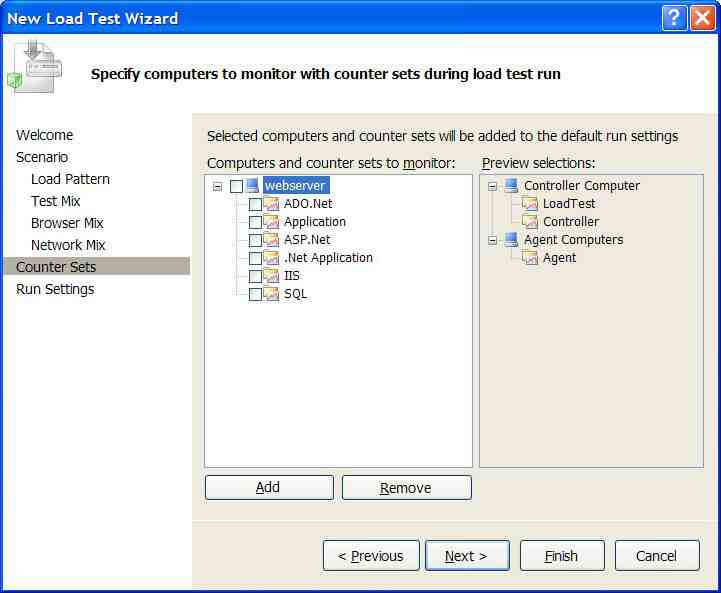 New Load Test Wizard
Specify computers to monitor with counter sets during load test run
Welcome
Scenario
Load Pattern
Test Mix
Browser Mix
Network Mix
Counter Sets
Run Settings
Selected computers and counter sets will be added to the default run settings
Computers and counter sets to monitor:
webserver
ADO.Net
Application
ASP.Net
.Net Application
IIS
SQL
Preview selections:
Controller Computer
LoadTest
Controller
Agent Computers
Agent
Add
Remove
< Previous
Next >
Finish
Cancel